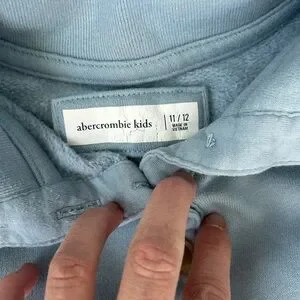 abercrombie kids
11 / 12
MADE IN
VIETNAM